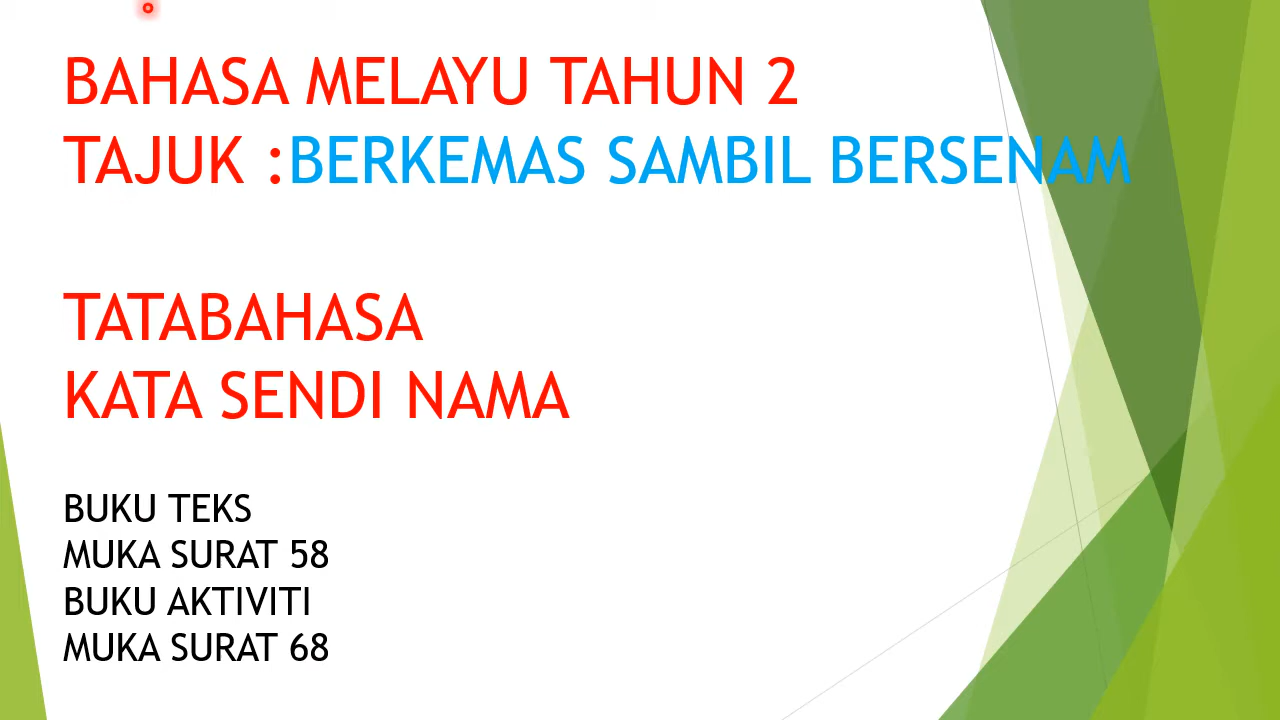 BAHASA MELAYU TAHUN 2
TAJUK :BERKEMAS SAMBIL BERSENAM
TATABAHASA
KATA SENDI NAMA
BUKU TEKS
MUKA SURAT 58
BUKU AKTIVITI
MUKA SURAT 68